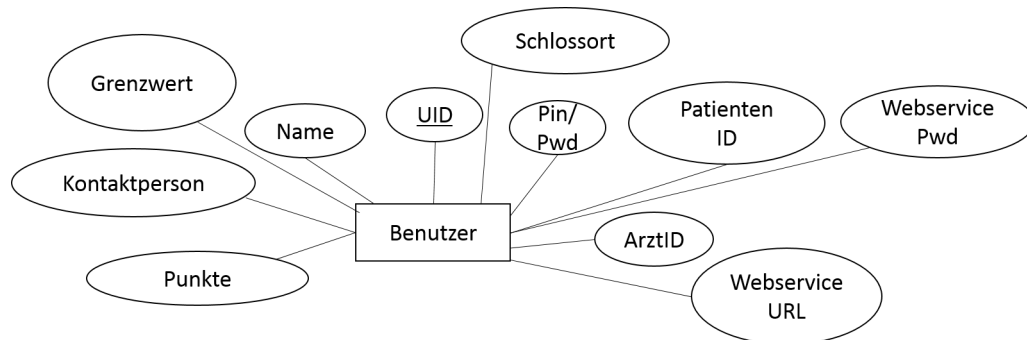 Schlossort
Grenzwert
Name
UID
Pin/
Pwd
Patienten
ID
Webservice
Pwd
Kontaktperson
Benutzer
ArztID
Punkte
Webservice
URL